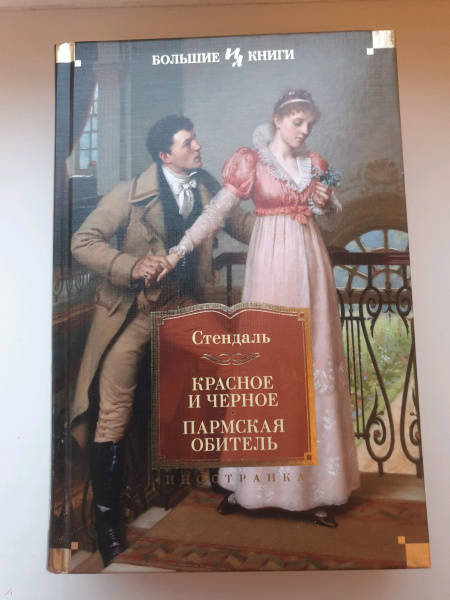 БОЛЬШИЕ КНИГИ
Стендаль
КРАСНОЕ
И ЧЕРНОЕ
ПАРМСКАЯ
ОБИТЕЛЬ
ИНОСТРАНКА